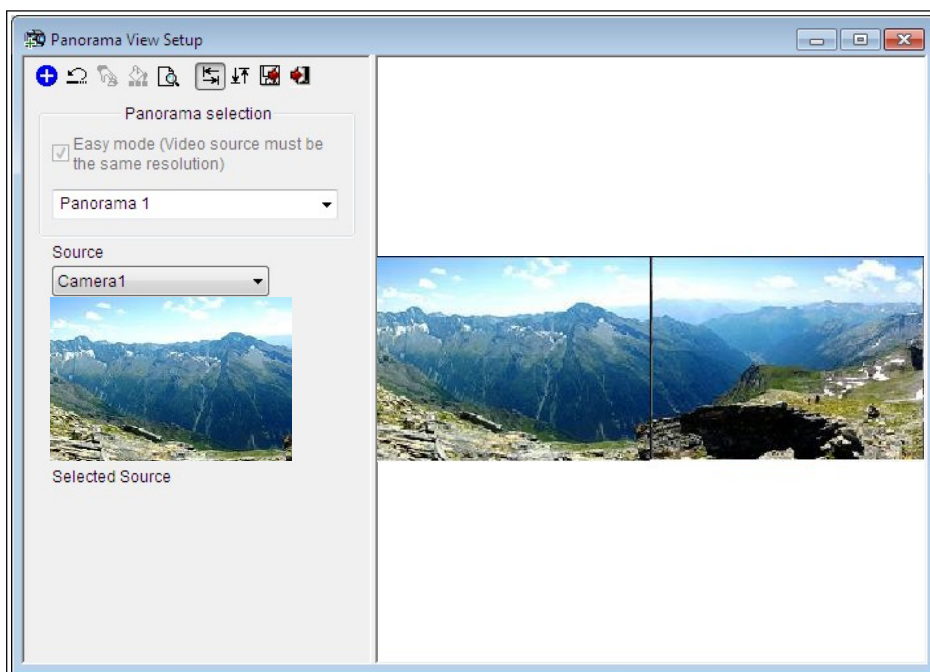 Panorama View Setup
Panorama selection
Easy mode (Video source must be
the same resolution)
Panorama 1
Source
Camera1
Selected Source